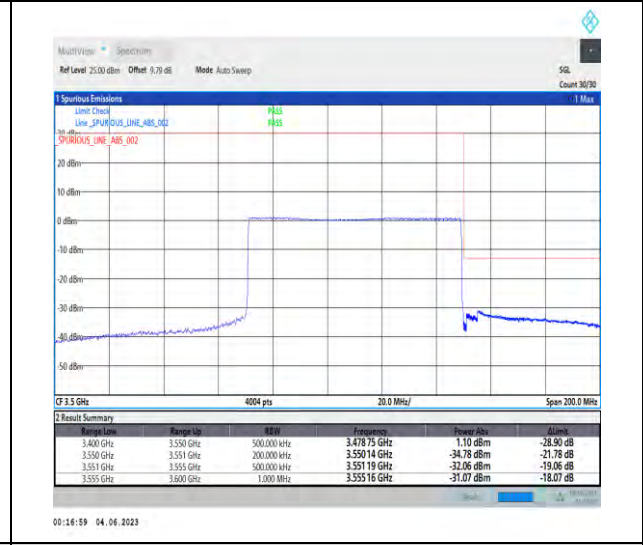 MultiView Spectrum
Ref Level 25.00 dBm Offset 9.79 dB Mode Auto Sweep SGL
Count 30/30
1 Spurious Emissions 1 Max
Limit Check PASS
Line _SPURIOUS_LINE_ABS_002 PASS
30 dBm
_SPURIOUS_LINE_ABS_002
20 dBm
10 dBm
0 dBm
-10 dBm
-20 dBm
-30 dBm
-40 dBm
-50 dBm
CF 3.5 GHz 4004 pts 20.0 MHz/ Span 200.0 MHz
2 Result Summary
Range Low Range Up RBW Frequency Power Abs ΔLimit
3.400 GHz 3.550 GHz 500.000 kHz 3.478 75 GHz 1.10 dBm -28.90 dB
3.550 GHz 3.551 GHz 200.000 kHz 3.550 14 GHz -34.78 dBm -21.78 dB
3.551 GHz 3.555 GHz 500.000 kHz 3.551 19 GHz -32.06 dBm -19.06 dB
3.555 GHz 3.600 GHz 1.000 MHz 3.555 16 GHz -31.07 dBm -18.07 dB
00:16:59 04.06.2023